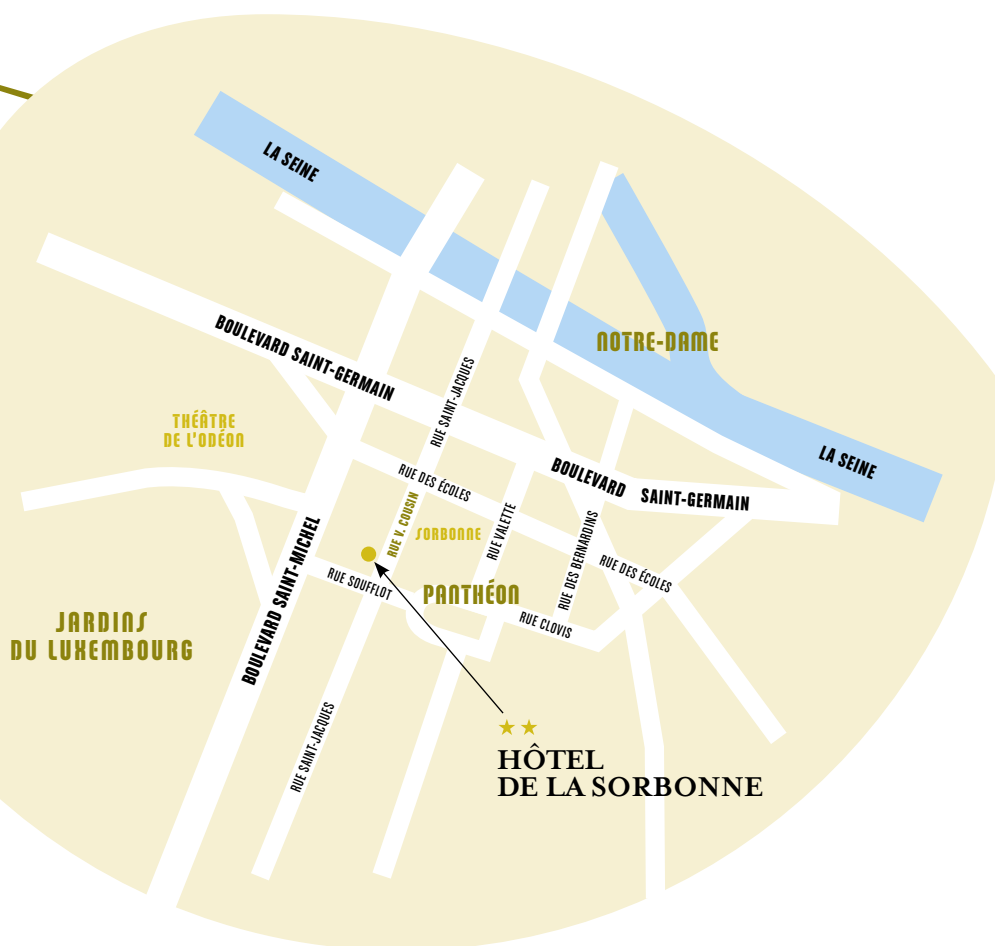 LA SEINE
BOULEVARD SAINT-GERMAIN
NOTRE-DAME
RUE SAINT-JACQUES
THÉÂTRE
DE L'ODÉON
LA SEINE
BOULEVARD SAINT-GERMAIN
RUE DES ÉCOLES
RUE V. COUSIN
SORBONNE
RUE VALETTE
RUE DES BERNARDINS
RUE DES ÉCOLES
BOULEVARD SAINT-MICHEL
RUE SOUFFLOT
PANTHÉON
RUE CLOVIS
JARDINS
DU LUXEMBOURG
RUE SAINT-JACQUES
HÔTEL
DE LA SORBONNE